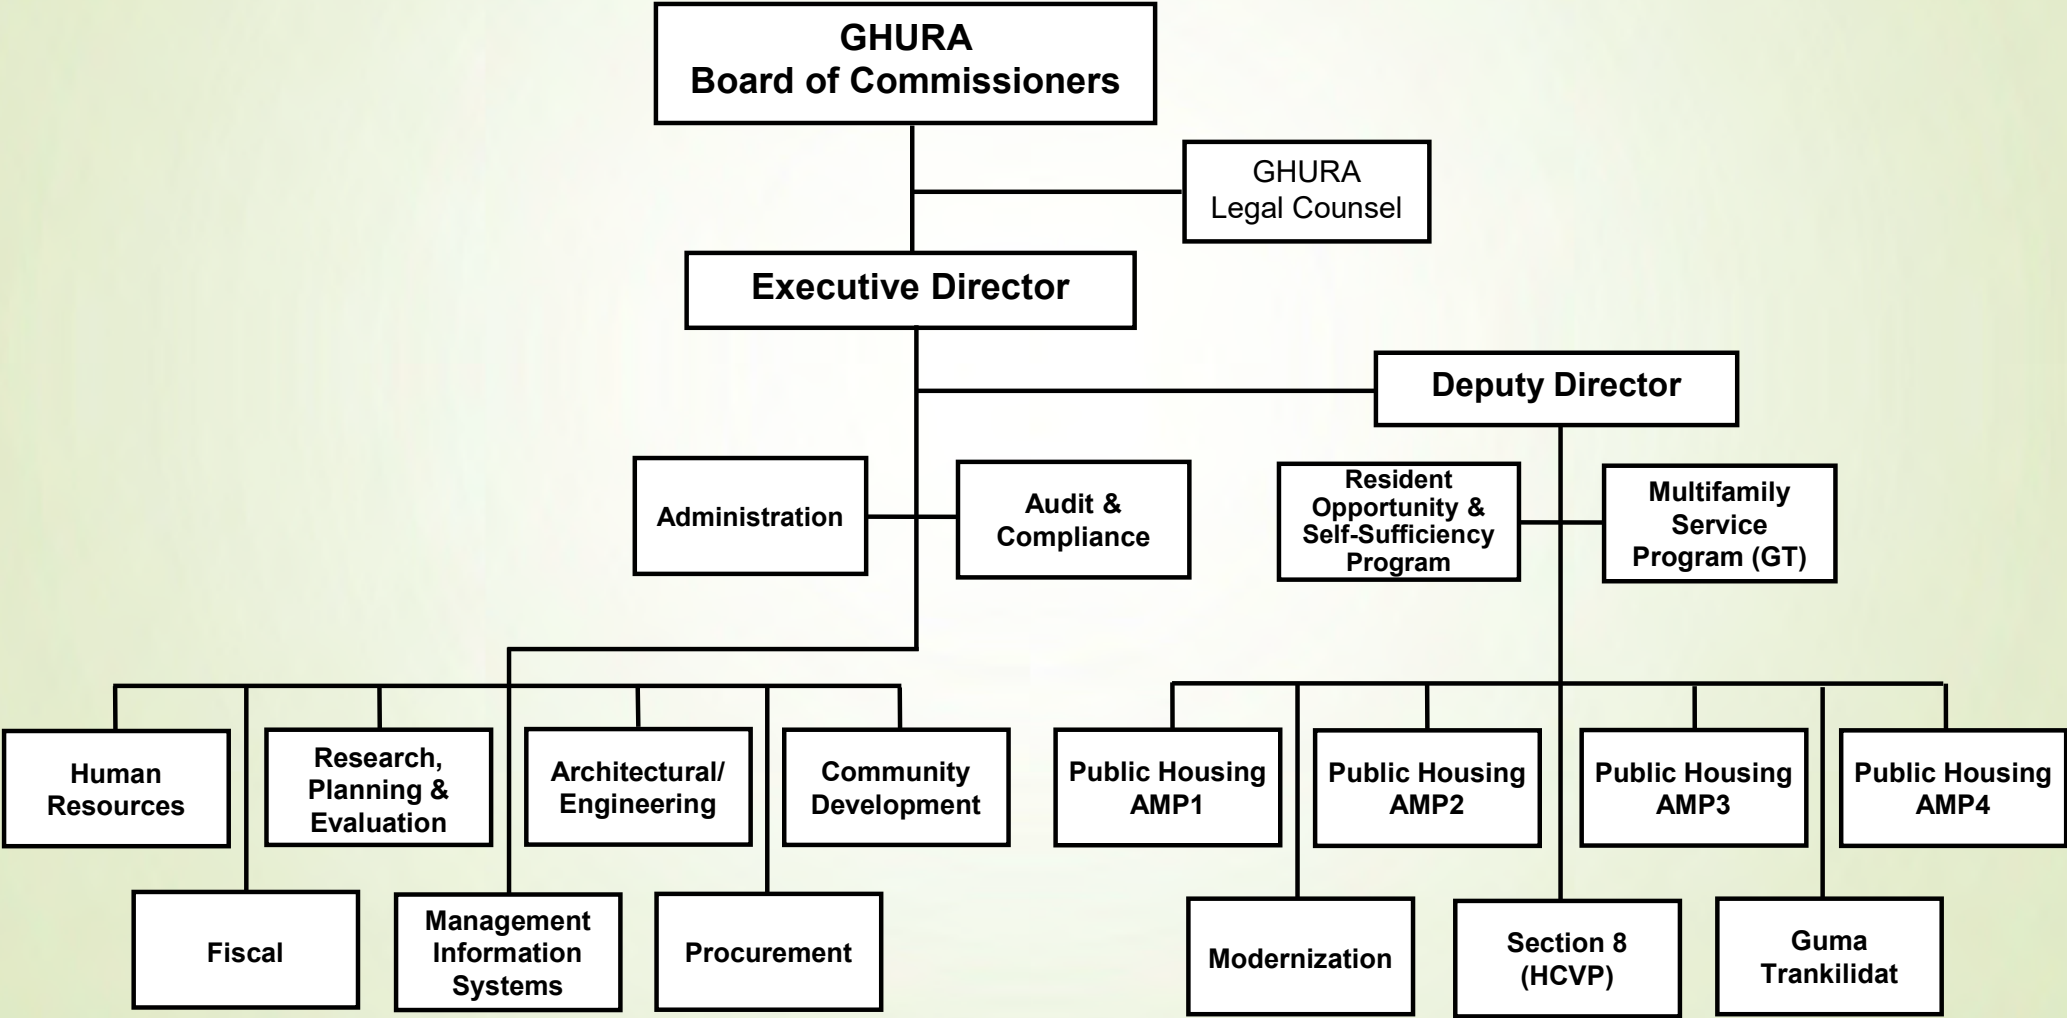 GHURA
Board of Commissioners
GHURA
Legal Counsel
Executive Director
Deputy Director
Administration
Audit &
Compliance
Resident
Opportunity &
Self-Sufficiency
Program
Multifamily
Service
Program (GT)
Human
Resources
Research,
Planning &
Evaluation
Architectural/
Engineering
Community
Development
Public Housing
AMP1
Public Housing
AMP2
Public Housing
AMP3
Public Housing
AMP4
Fiscal
Management
Information
Systems
Procurement
Modernization
Section 8
(HCVP)
Guma
Trankilidat